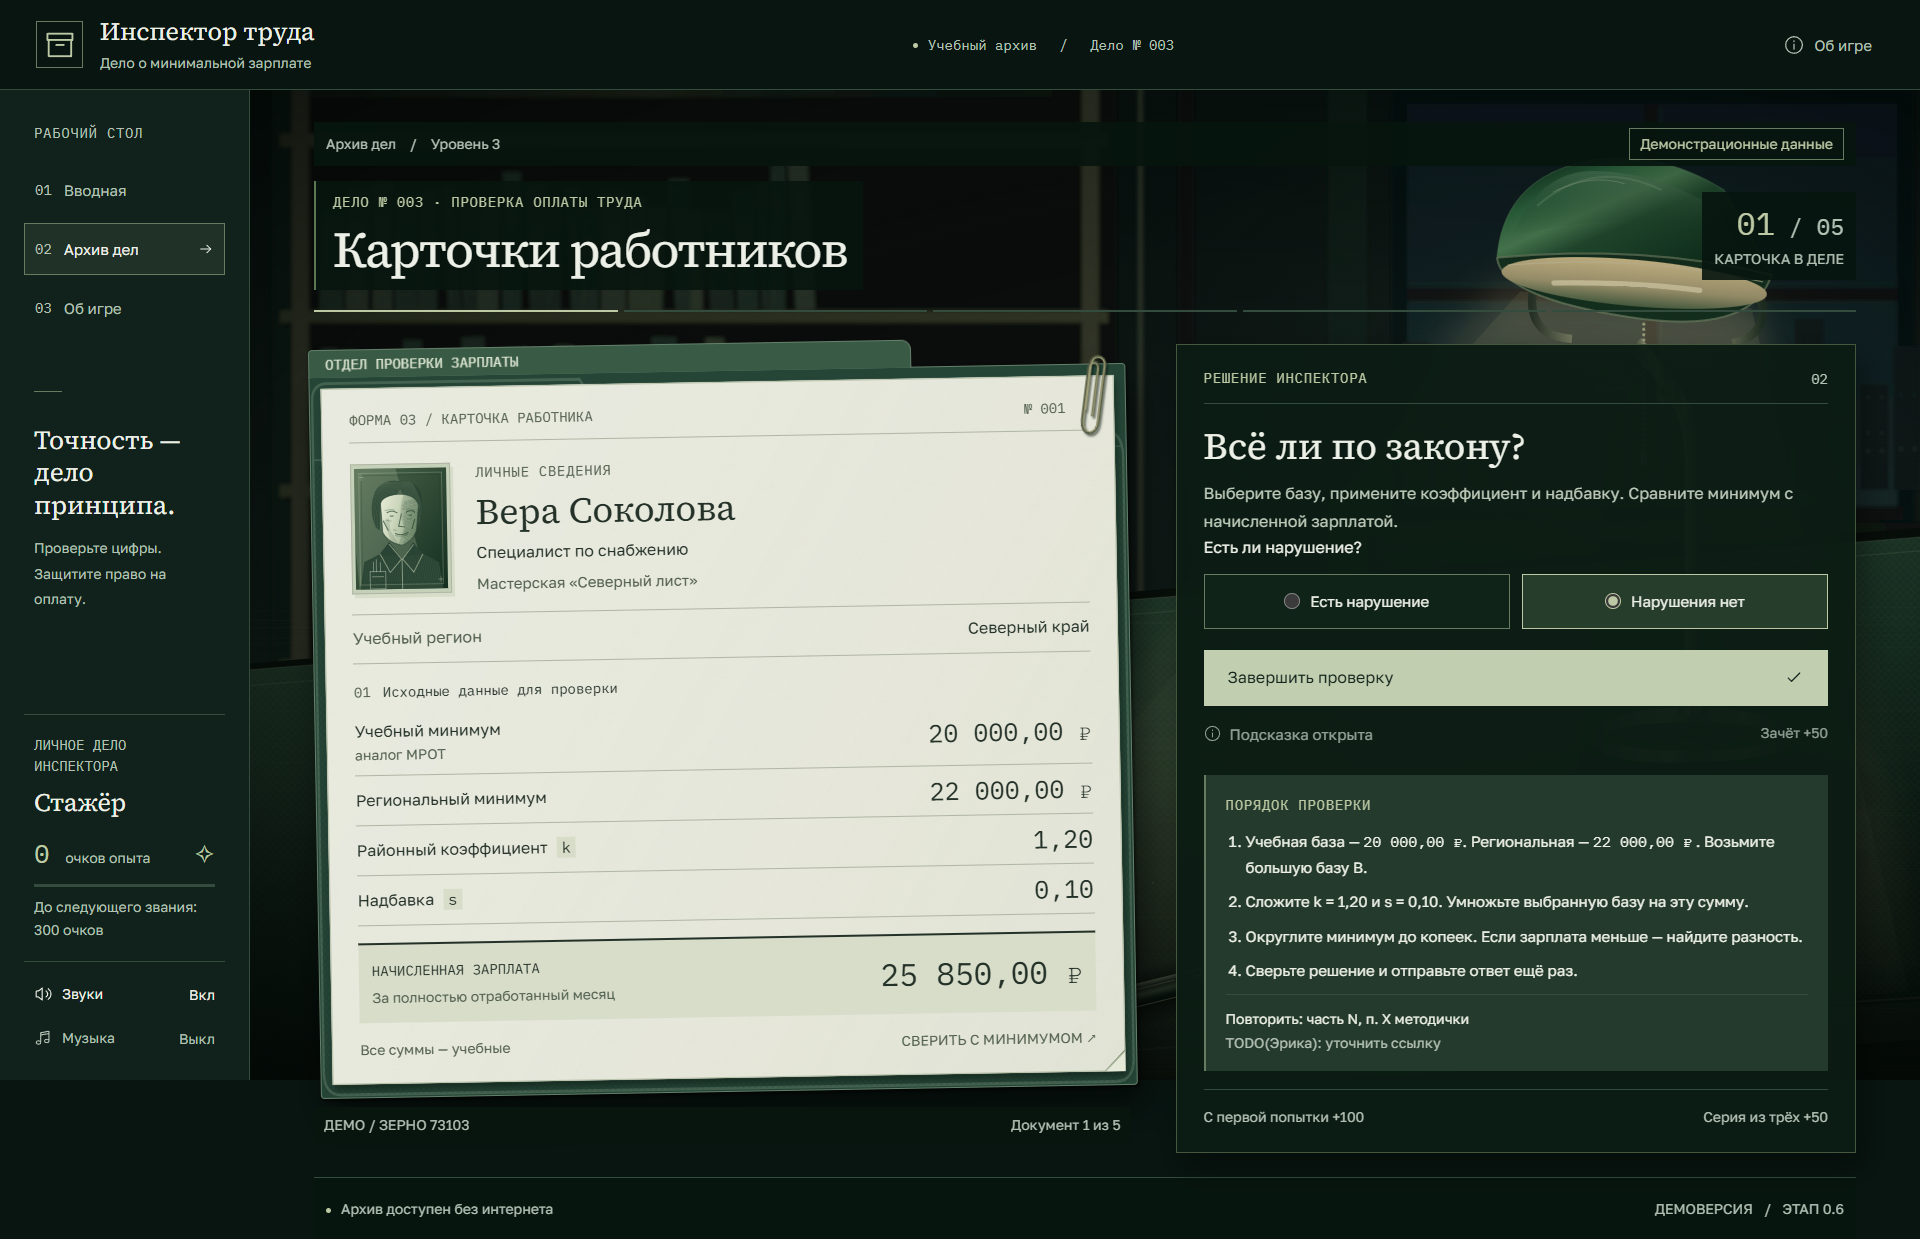 Инспектор труда
Дело о минимальной зарплате
• Учебный архив / Дело № 003
Об игре
РАБОЧИЙ СТОЛ
01 Вводная
02 Архив дел →
03 Об игре
Точность —
дело
принципа.
Проверьте цифры.
Защитите право на
оплату.
ЛИЧНОЕ ДЕЛО
ИНСПЕКТОРА
Стажёр
0 очков опыта
До следующего звания:
300 очков
Звуки Вкл
Музыка Выкл
Архив дел / Уровень 3
Демонстрационные данные
ДЕЛО № 003 · ПРОВЕРКА ОПЛАТЫ ТРУДА
Карточки работников
01 / 05
КАРТОЧКА В ДЕЛЕ
ОТДЕЛ ПРОВЕРКИ ЗАРПЛАТЫ
ФОРМА 03 / КАРТОЧКА РАБОТНИКА № 001
ЛИЧНЫЕ СВЕДЕНИЯ
Вера Соколова
Специалист по снабжению
Мастерская «Северный лист»
Учебный регион Северный край
01 Исходные данные для проверки
Учебный минимум 20 000,00 ₽
аналог МРОТ
Региональный минимум 22 000,00 ₽
Районный коэффициент k 1,20
Надбавка s 0,10
НАЧИСЛЕННАЯ ЗАРПЛАТА 25 850,00 ₽
За полностью отработанный месяц
Все суммы — учебные СВЕРИТЬ С МИНИМУМОМ ↗
ДЕМО / ЗЕРНО 73103 Документ 1 из 5
РЕШЕНИЕ ИНСПЕКТОРА 02
Всё ли по закону?
Выберите базу, примените коэффициент и надбавку. Сравните минимум с
начисленной зарплатой.
Есть ли нарушение?
Есть нарушение Нарушения нет
Завершить проверку ✓
Подсказка открыта Зачёт +50
ПОРЯДОК ПРОВЕРКИ
1. Учебная база — 20 000,00 ₽. Региональная — 22 000,00 ₽. Возьмите
большую базу B.
2. Сложите k = 1,20 и s = 0,10. Умножьте выбранную базу на эту сумму.
3. Округлите минимум до копеек. Если зарплата меньше — найдите разность.
4. Сверьте решение и отправьте ответ ещё раз.
Повторить: часть N, п. X методички
TODO(Эрика): уточнить ссылку
С первой попытки +100 Серия из трёх +50
• Архив доступен без интернета
ДЕМОВЕРСИЯ / ЭТАП 0.6